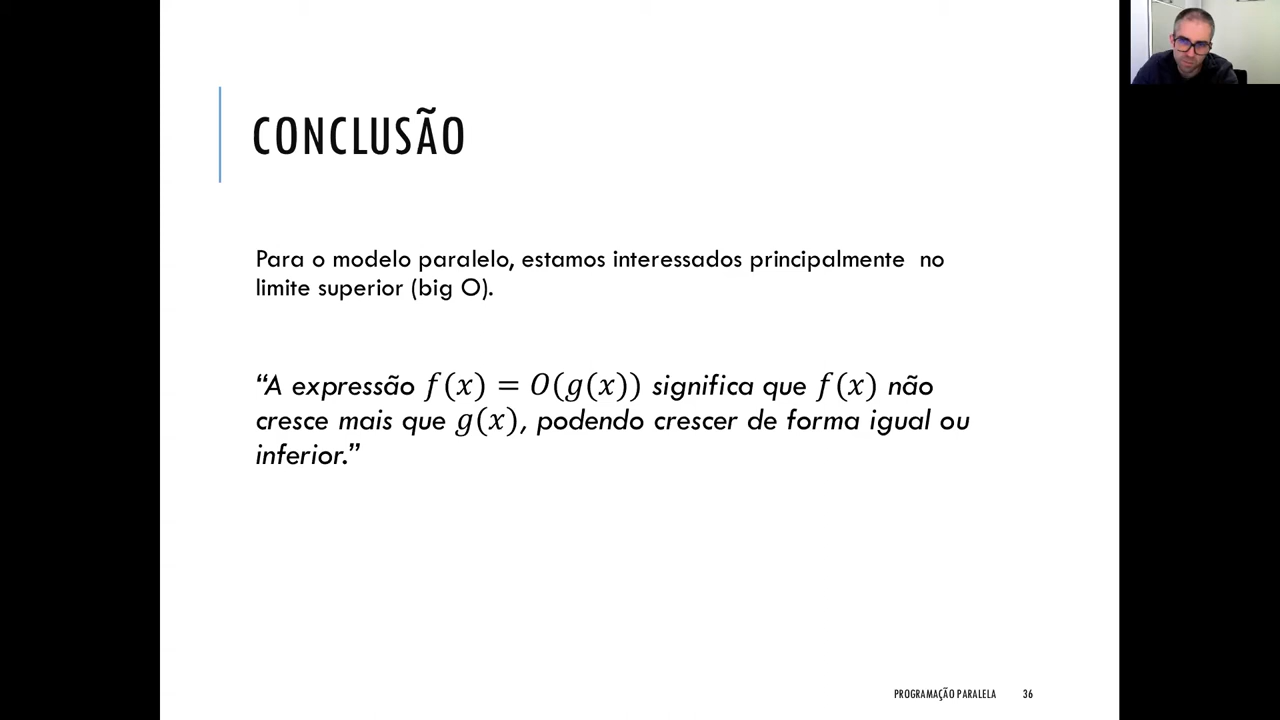 CONCLUSÃO
Para o modelo paralelo, estamos interessados principalmente no
limite superior (big O).
“A expressão f(x) = O(g(x)) significa que f(x) não
cresce mais que g(x), podendo crescer de forma igual ou
inferior.”
PROGRAMAÇÃO PARALELA 36